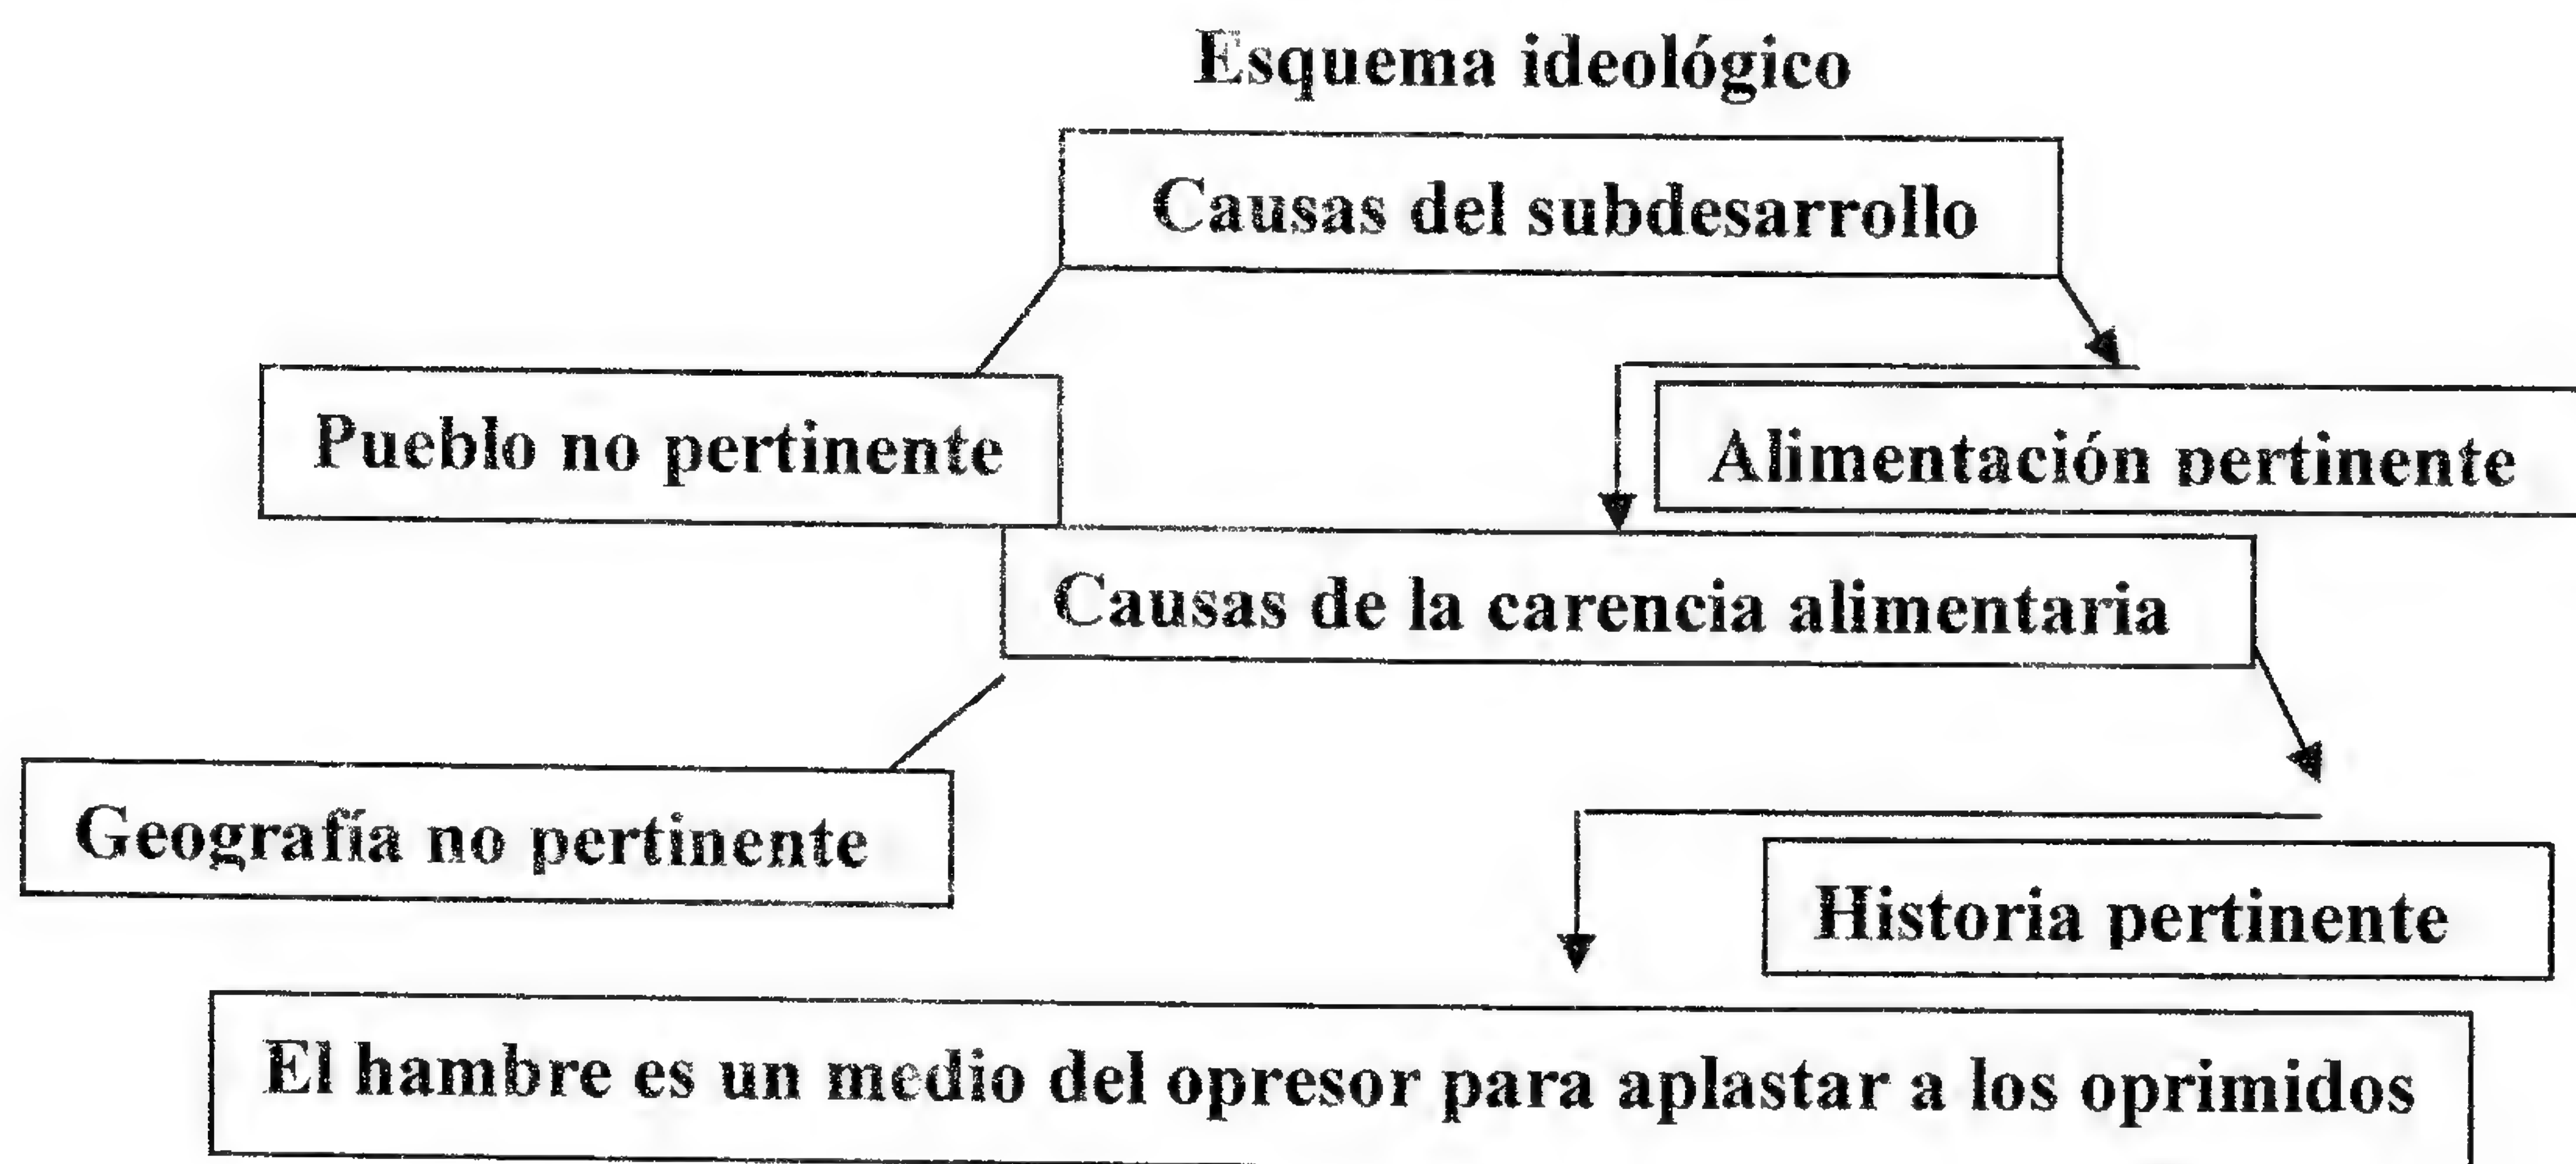 Esquema ideológico
Causas del subdesarrollo
Pueblo no pertinente
Alimentación pertinente
Causas de la carencia alimentaria
Geografía no pertinente
Historia pertinente
El hambre es un medio del opresor para aplastar a los oprimidos